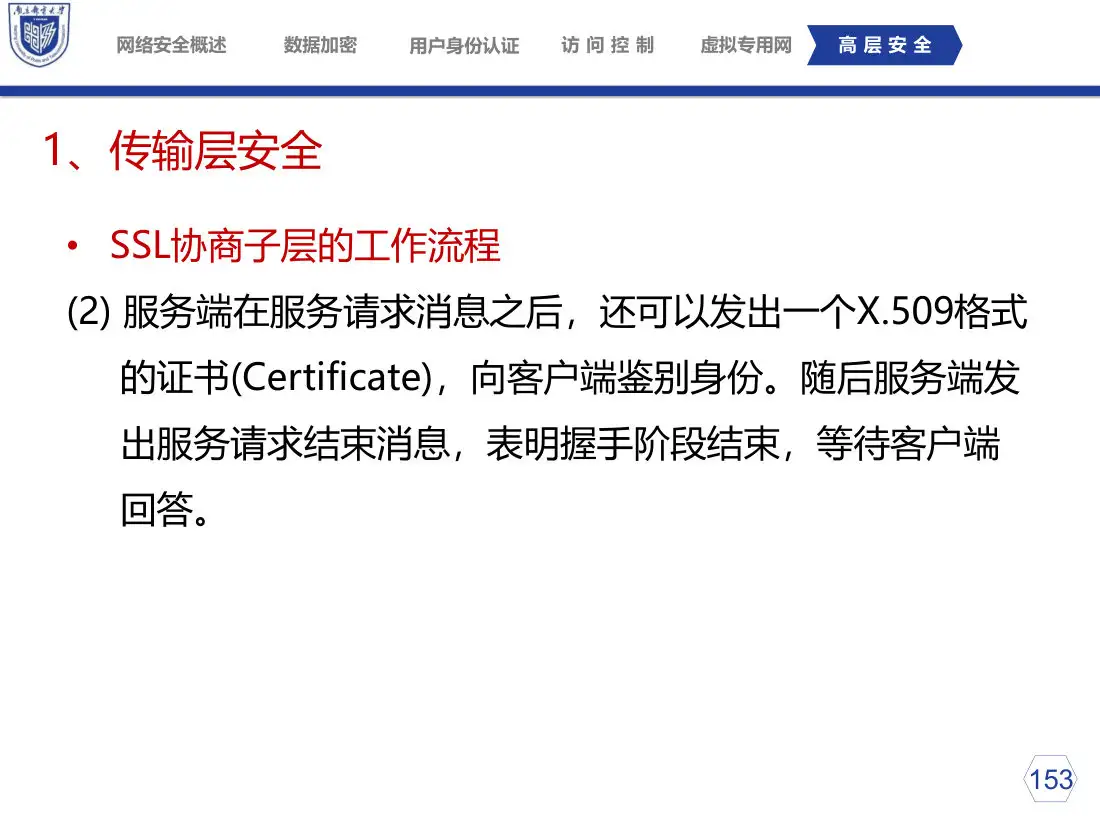 南京邮电大学
网络安全概述 数据加密 用户身份认证 访问控制 虚拟专用网 高层安全
1、传输层安全
• SSL协商子层的工作流程
(2) 服务端在服务请求消息之后，还可以发出一个X.509格式
的证书(Certificate)，向客户端鉴别身份。随后服务端发
出服务请求结束消息，表明握手阶段结束，等待客户端
回答。
153